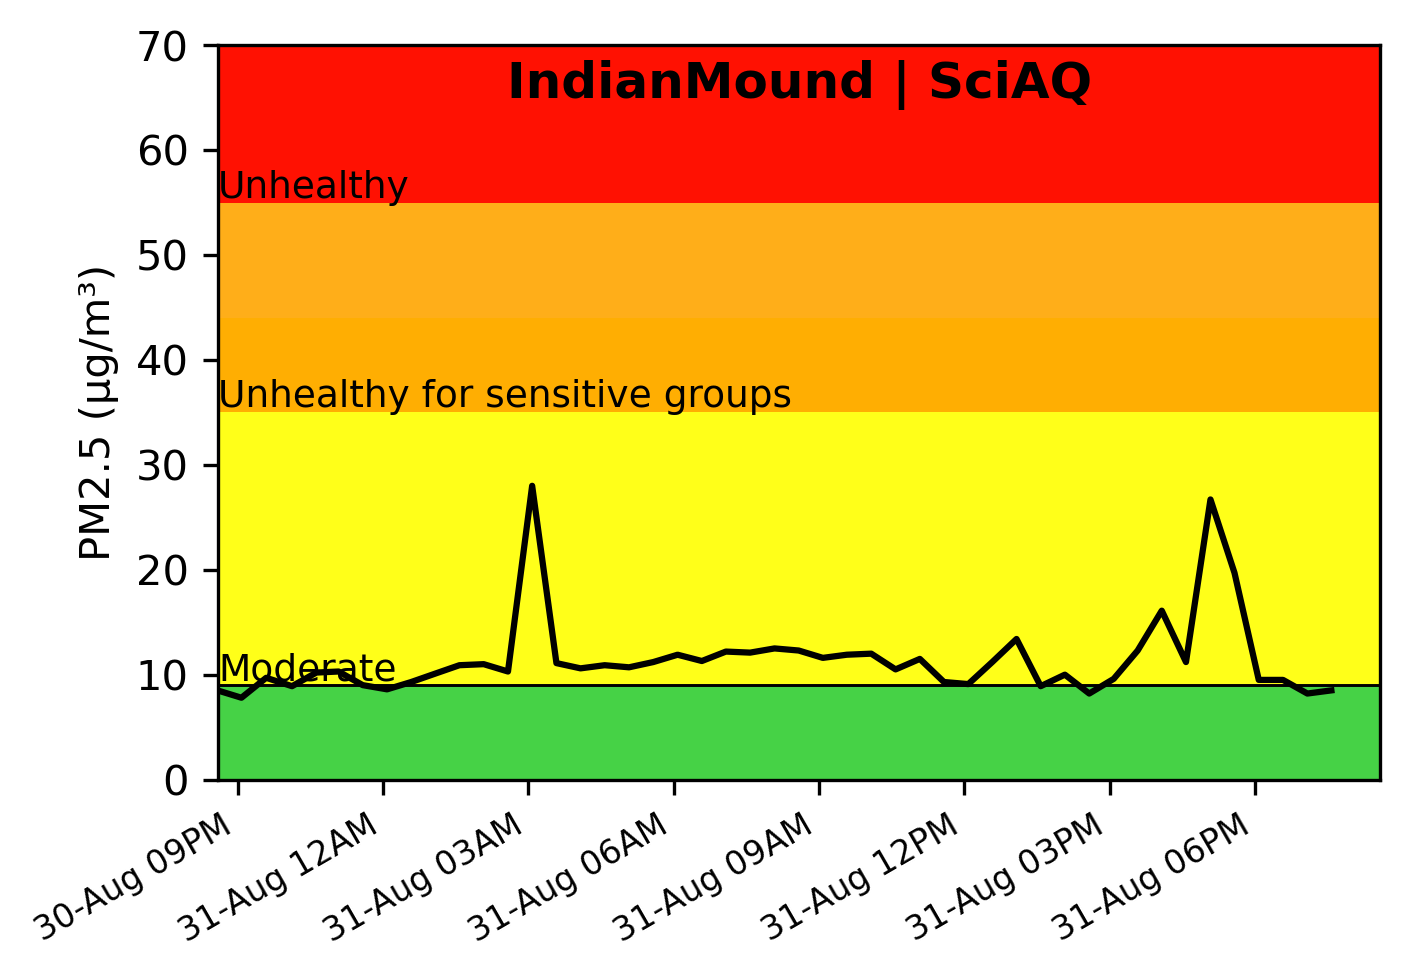 IndianMound | SciAQ
70
60
Unhealthy
50
40
Unhealthy for sensitive groups
30
20
Moderate
10
0
PM2.5 (µg/m³)
30-Aug 09PM
31-Aug 12AM
31-Aug 03AM
31-Aug 06AM
31-Aug 09AM
31-Aug 12PM
31-Aug 03PM
31-Aug 06PM